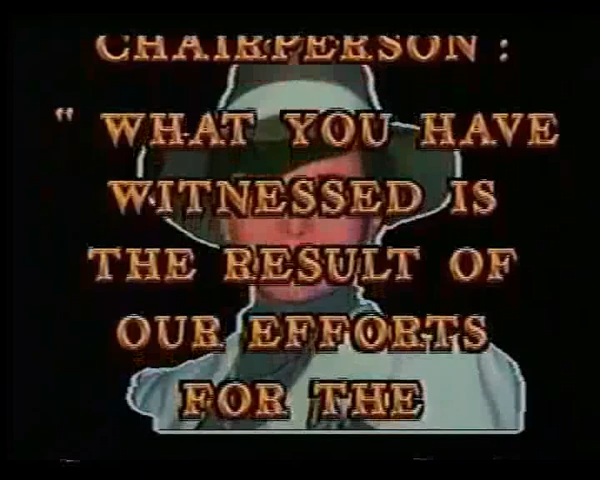 CHAIRPERSON :
" WHAT YOU HAVE
WITNESSED IS
THE RESULT OF
OUR EFFORTS
FOR THE